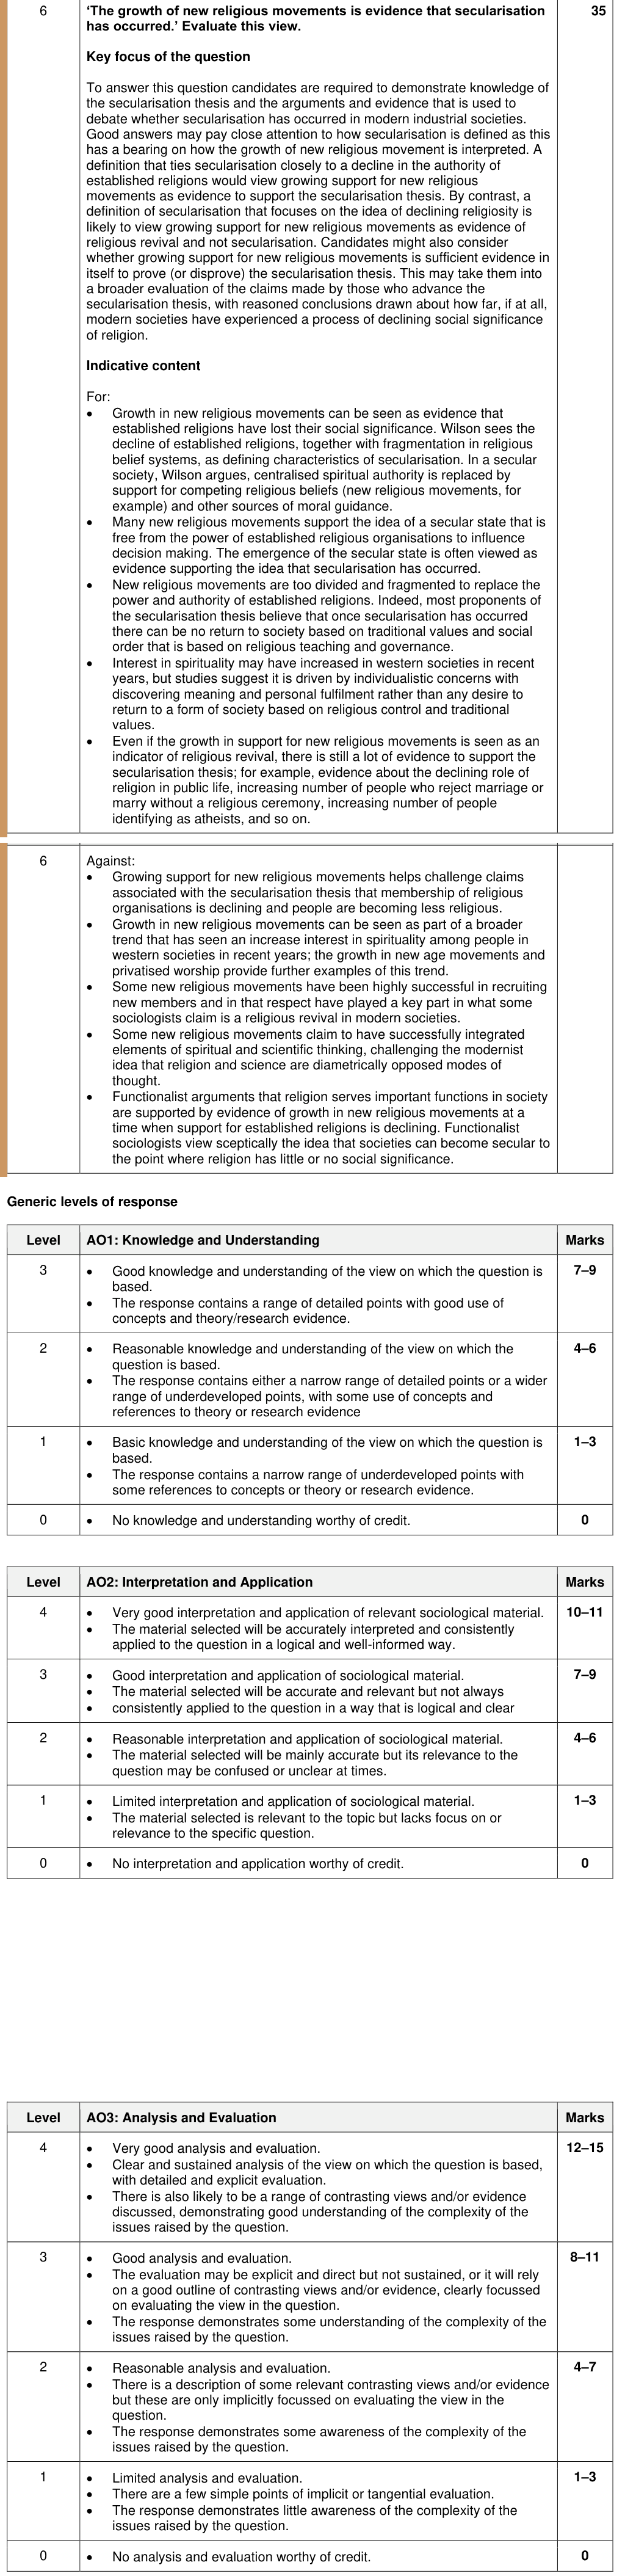 6
‘The growth of new religious movements is evidence that secularisation
has occurred.’ Evaluate this view.
35
Key focus of the question
To answer this question candidates are required to demonstrate knowledge of
the secularisation thesis and the arguments and evidence that is used to
debate whether secularisation has occurred in modern industrial societies.
Good answers may pay close attention to how secularisation is defined as this
has a bearing on how the growth of new religious movement is interpreted. A
definition that ties secularisation closely to a decline in the authority of
established religions would view growing support for new religious
movements as evidence to support the secularisation thesis. By contrast, a
definition of secularisation that focuses on the idea of declining religiosity is
likely to view growing support for new religious movements as evidence of
religious revival and not secularisation. Candidates might also consider
whether growing support for new religious movements is sufficient evidence in
itself to prove (or disprove) the secularisation thesis. This may take them into
a broader evaluation of the claims made by those who advance the
secularisation thesis, with reasoned conclusions drawn about how far, if at all,
modern societies have experienced a process of declining social significance
of religion.
Indicative content
For:
• Growth in new religious movements can be seen as evidence that
established religions have lost their social significance. Wilson sees the
decline of established religions, together with fragmentation in religious
belief systems, as defining characteristics of secularisation. In a secular
society, Wilson argues, centralised spiritual authority is replaced by
support for competing religious beliefs (new religious movements, for
example) and other sources of moral guidance.
• Many new religious movements support the idea of a secular state that is
free from the power of established religious organisations to influence
decision making. The emergence of the secular state is often viewed as
evidence supporting the idea that secularisation has occurred.
• New religious movements are too divided and fragmented to replace the
power and authority of established religions. Indeed, most proponents of
the secularisation thesis believe that once secularisation has occurred
there can be no return to society based on traditional values and social
order that is based on religious teaching and governance.
• Interest in spirituality may have increased in western societies in recent
years, but studies suggest it is driven by individualistic concerns with
discovering meaning and personal fulfilment rather than any desire to
return to a form of society based on religious control and traditional
values.
• Even if the growth in support for new religious movements is seen as an
indicator of religious revival, there is still a lot of evidence to support the
secularisation thesis; for example, evidence about the declining role of
religion in public life, increasing number of people who reject marriage or
marry without a religious ceremony, increasing number of people
identifying as atheists, and so on.
6
Against:
• Growing support for new religious movements helps challenge claims
associated with the secularisation thesis that membership of religious
organisations is declining and people are becoming less religious.
• Growth in new religious movements can be seen as part of a broader
trend that has seen an increase interest in spirituality among people in
western societies in recent years; the growth in new age movements and
privatised worship provide further examples of this trend.
• Some new religious movements have been highly successful in recruiting
new members and in that respect have played a key part in what some
sociologists claim is a religious revival in modern societies.
• Some new religious movements claim to have successfully integrated
elements of spiritual and scientific thinking, challenging the modernist
idea that religion and science are diametrically opposed modes of
thought.
• Functionalist arguments that religion serves important functions in society
are supported by evidence of growth in new religious movements at a
time when support for established religions is declining. Functionalist
sociologists view sceptically the idea that societies can become secular to
the point where religion has little or no social significance.
Generic levels of response
Level AO1: Knowledge and Understanding Marks
3 • Good knowledge and understanding of the view on which the question is 7–9
based.
• The response contains a range of detailed points with good use of
concepts and theory/research evidence.
2 • Reasonable knowledge and understanding of the view on which the 4–6
question is based.
• The response contains either a narrow range of detailed points or a wider
range of underdeveloped points, with some use of concepts and
references to theory or research evidence
1 • Basic knowledge and understanding of the view on which the question is 1–3
based.
• The response contains a narrow range of underdeveloped points with
some references to concepts or theory or research evidence.
0 • No knowledge and understanding worthy of credit. 0
Level AO2: Interpretation and Application Marks
4 • Very good interpretation and application of relevant sociological material. 10–11
• The material selected will be accurately interpreted and consistently
applied to the question in a logical and well-informed way.
3 • Good interpretation and application of sociological material. 7–9
• The material selected will be accurate and relevant but not always
• consistently applied to the question in a way that is logical and clear
2 • Reasonable interpretation and application of sociological material. 4–6
• The material selected will be mainly accurate but its relevance to the
question may be confused or unclear at times.
1 • Limited interpretation and application of sociological material. 1–3
• The material selected is relevant to the topic but lacks focus on or
relevance to the specific question.
0 • No interpretation and application worthy of credit. 0
Level AO3: Analysis and Evaluation Marks
4 • Very good analysis and evaluation. 12–15
• Clear and sustained analysis of the view on which the question is based,
with detailed and explicit evaluation.
• There is also likely to be a range of contrasting views and/or evidence
discussed, demonstrating good understanding of the complexity of the
issues raised by the question.
3 • Good analysis and evaluation. 8–11
• The evaluation may be explicit and direct but not sustained, or it will rely
on a good outline of contrasting views and/or evidence, clearly focussed
on evaluating the view in the question.
• The response demonstrates some understanding of the complexity of the
issues raised by the question.
2 • Reasonable analysis and evaluation. 4–7
• There is a description of some relevant contrasting views and/or evidence
but these are only implicitly focussed on evaluating the view in the
question.
• The response demonstrates some awareness of the complexity of the
issues raised by the question.
1 • Limited analysis and evaluation. 1–3
• There are a few simple points of implicit or tangential evaluation.
• The response demonstrates little awareness of the complexity of the
issues raised by the question.
0 • No analysis and evaluation worthy of credit. 0